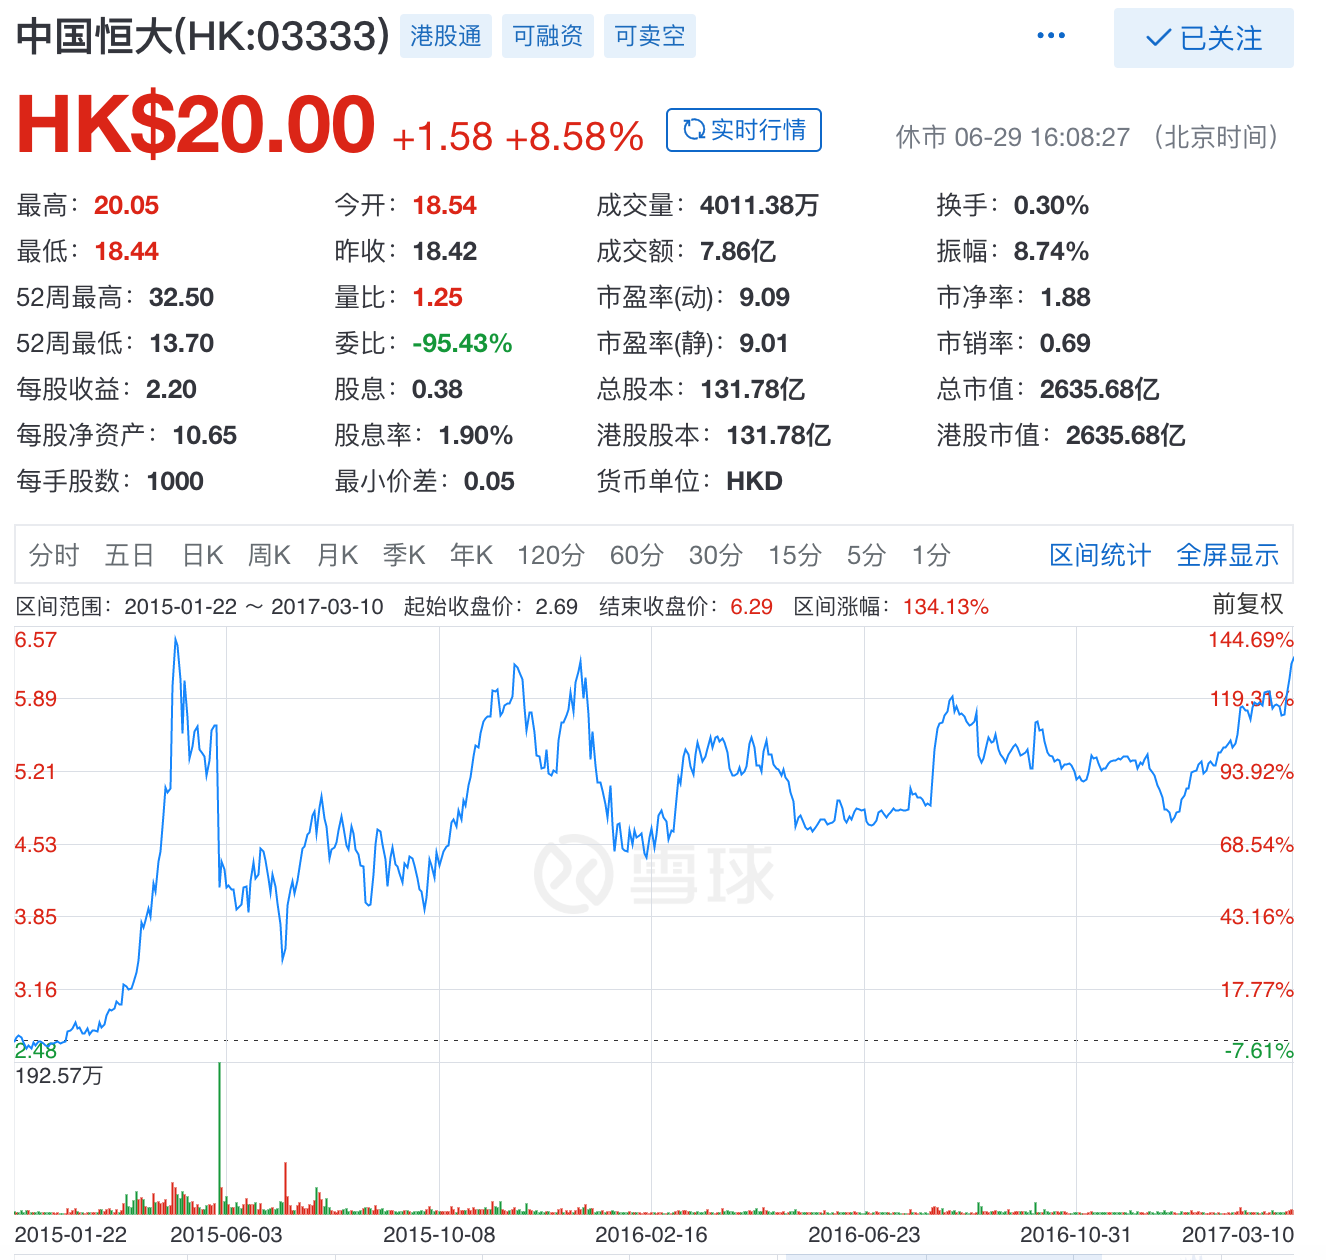 中国恒大(HK:03333) 港股通 可融资 可卖空 ••• 已关注
HK$20.00 +1.58 +8.58% 实时行情 休市 06-29 16:08:27 （北京时间）
最高： 20.05 今开： 18.54 成交量： 4011.38万 换手： 0.30%
最低： 18.44 昨收： 18.42 成交额： 7.86亿 振幅： 8.74%
52周最高： 32.50 量比： 1.25 市盈率(动)： 9.09 市净率： 1.88
52周最低： 13.70 委比： -95.43% 市盈率(静)： 9.01 市销率： 0.69
每股收益： 2.20 股息： 0.38 总股本： 131.78亿 总市值： 2635.68亿
每股净资产： 10.65 股息率： 1.90% 港股股本： 131.78亿 港股市值： 2635.68亿
每手股数： 1000 最小价差： 0.05 货币单位： HKD
分时 五日 日K 周K 月K 季K 年K 120分 60分 30分 15分 5分 1分 区间统计 全屏显示
区间范围： 2015-01-22 ～ 2017-03-10 起始收盘价： 2.69 结束收盘价： 6.29 区间涨幅： 134.13% 前复权
6.57 144.69%
5.89 119.31%
5.21 93.92%
4.53 68.54%
雪球
3.85 43.16%
3.16 17.77%
2.48 -7.61%
192.57万
2015-01-22 2015-06-03 2015-10-08 2016-02-16 2016-06-23 2016-10-31 2017-03-10